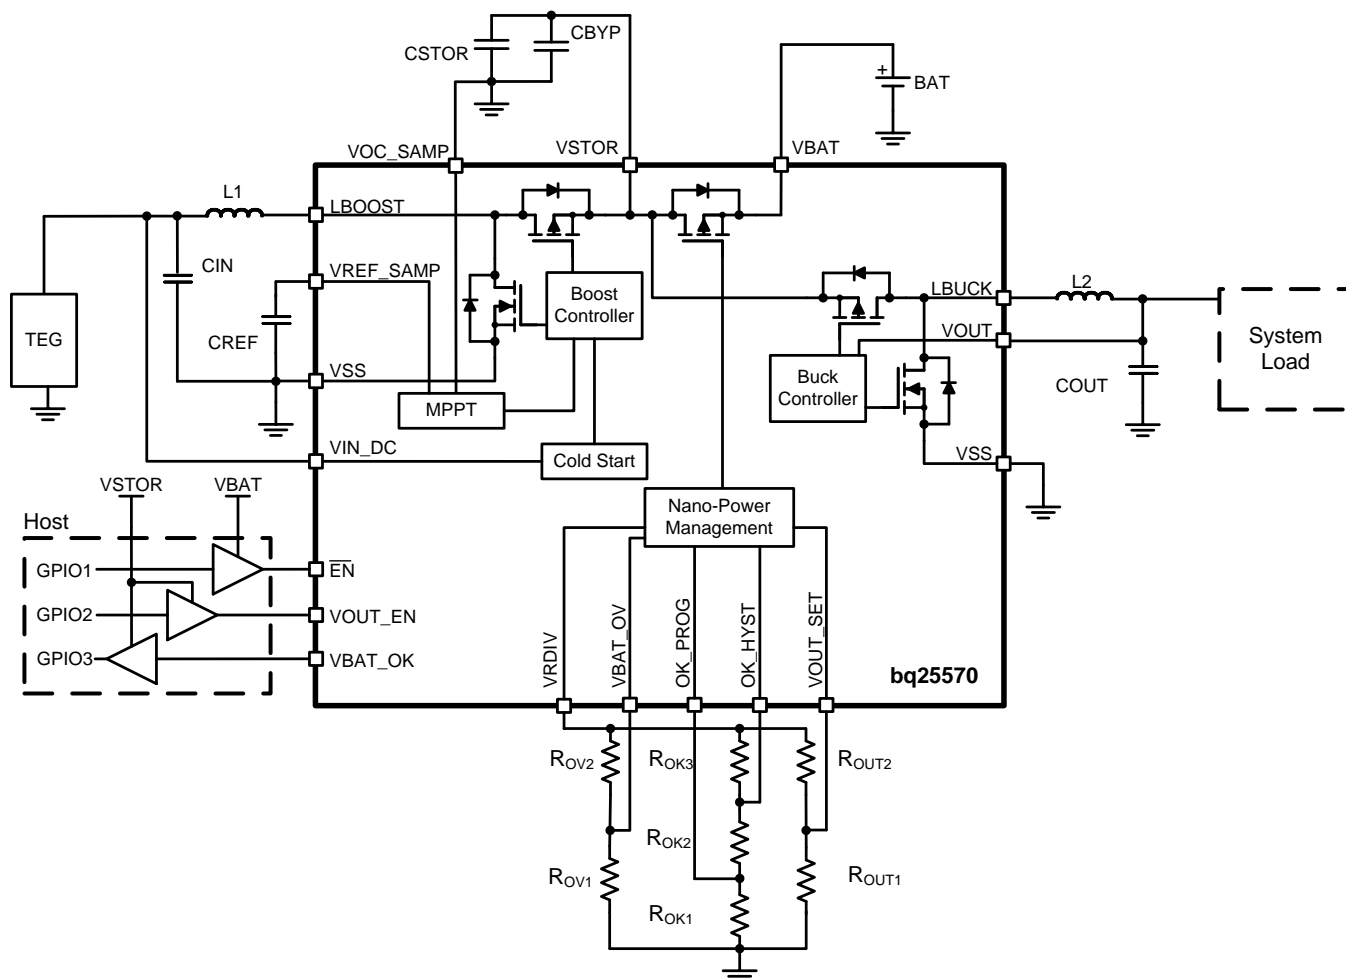 CSTOR
CBYP
BAT
VOC_SAMP
VSTOR
VBAT
L1
LBOOST
CIN
VREF_SAMP
Boost
Controller
LBUCK
L2
TEG
CREF
VOUT
System
Load
VSS
MPPT
Buck
Controller
COUT
VIN_DC
Cold Start
VSS
VSTOR
VBAT
Nano-Power
Management
Host
GPIO1
EN
GPIO2
VOUT_EN
GPIO3
VBAT_OK
VRDIV
VBAT_OV
OK_PROG
OK_HYST
VOUT_SET
bq25570
ROV2
ROK3
ROUT2
ROK2
ROV1
ROUT1
ROK1